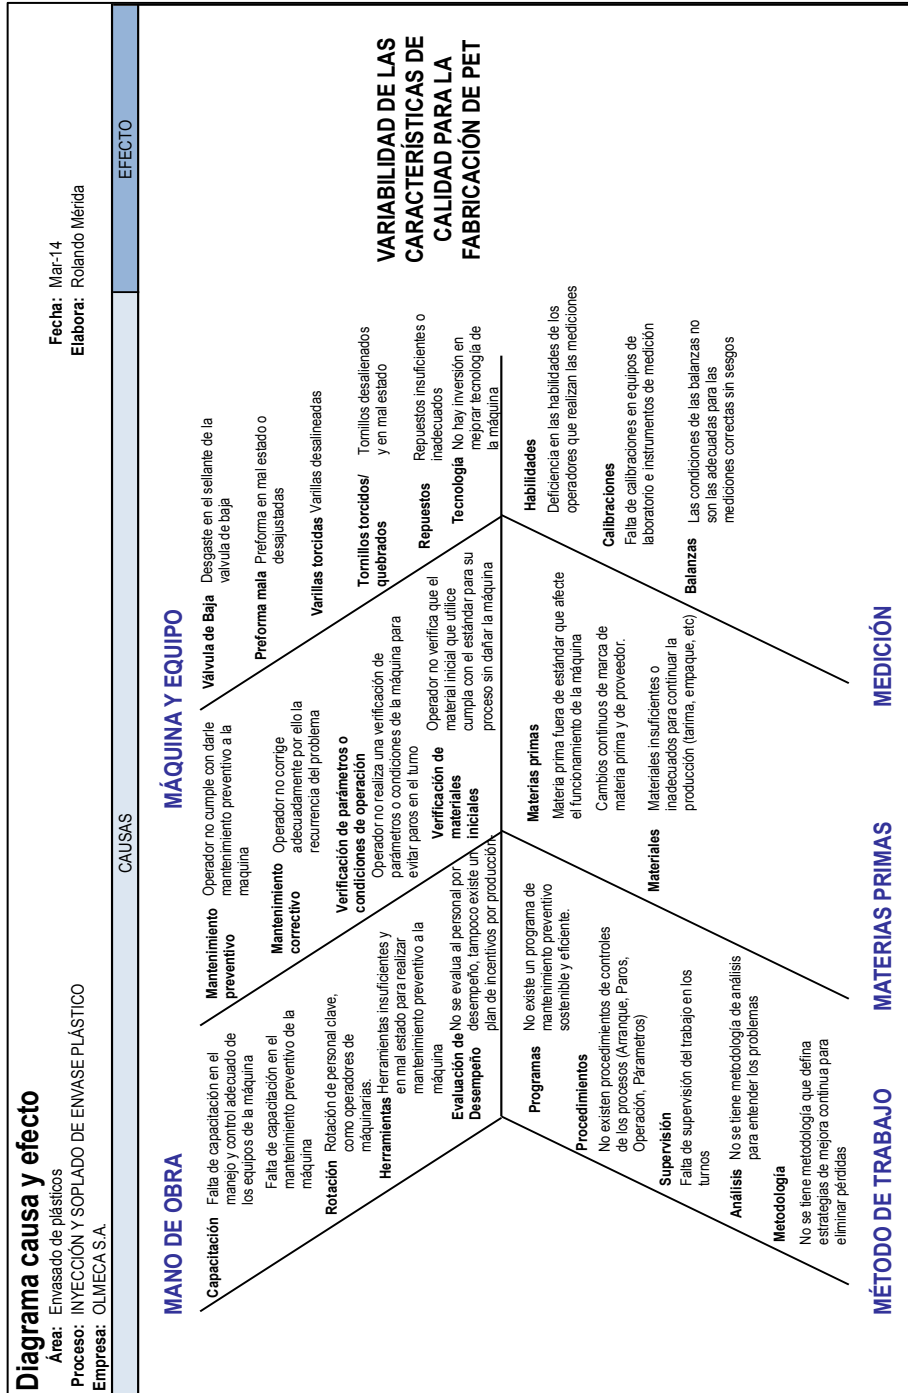 Diagrama causa y efecto
Área: Envasado de plásticos
Proceso: INYECCIÓN Y SOPLADO DE ENVASE PLÁSTICO
Empresa: OLMECA S.A.
Fecha: Mar-14
Elabora: Rolando Mérida
CAUSAS
EFECTO
MANO DE OBRA
Capacitación
Falta de capacitación en el
manejo y control adecuado de
los equipos de la máquina
Falta de capacitación en el
mantenimiento preventivo de la
máquina
Rotación
Rotación de personal clave,
como operadores de
máquinarias.
Herramientas
Herramientas insuficientes y
en mal estado para realizar
mantenimiento preventivo a la
máquina
Evaluación de
Desempeño
No se evalua al personal por
desempeño, tampoco existe un
plan de incentivos por producción.
MÁQUINA Y EQUIPO
Mantenimiento
preventivo
Operador no cumple con darle
mantenimiento preventivo a la
maquina
Mantenimiento
correctivo
Operador no corrige
adecuadamente por ello la
recurrencia del problema
Verificación de parámetros o
condiciones de operación
Operador no realiza una verificación de
parámetros o condiciones de la máquina para
evitar paros en el turno
Verificación de
materiales
iniciales
Operador no verifica que el
material inicial que utilice
cumpla con el estándar para su
proceso sin dañar la máquina
Válvula de Baja
Desgaste en el sellante de la
valvula de baja
Preforma mala
Preforma en mal estado o
desajustadas
Varillas torcidas
Varillas desalineadas
Tornillos torcidos/
quebrados
Tornillos desalienados
y en mal estado
Repuestos
Repuestos insuficientes o
inadecuados
Tecnología
No hay inversión en
mejorar tecnología de
la máquina
VARIABILIDAD DE LAS
CARACTERÍSTICAS DE
CALIDAD PARA LA
FABRICACIÓN DE PET
Programas
No existe un programa de
mantenimiento preventivo
sostenible y eficiente.
Procedimientos
No existen procedimientos de controles
de los procesos (Arranque, Paros,
Operación, Párametros)
Supervisión
Falta de supervisión del trabajo en los
turnos
Análisis
No se tiene metodología de análisis
para entender los problemas
Metodología
No se tiene metodología que defina
estrategias de mejora continua para
eliminar pérdidas
MÉTODO DE TRABAJO
Materias primas
Materia prima fuera de estándar que afecte
el funcionamiento de la máquina
Cambios continuos de marca de
materia prima y de proveedor.
Materiales
Materiales insuficientes o
inadecuados para continuar la
producción (tarima, empaque, etc)
MATERIAS PRIMAS
Habilidades
Deficiencia en las habilidades de los
operadores que realizan las mediciones
Calibraciones
Falta de calibraciones en equipos de
laboratorio e instrumentos de medición
Balanzas
Las condiciones de las balanzas no
son las adecuadas para las
mediciones correctas sin sesgos
MEDICIÓN